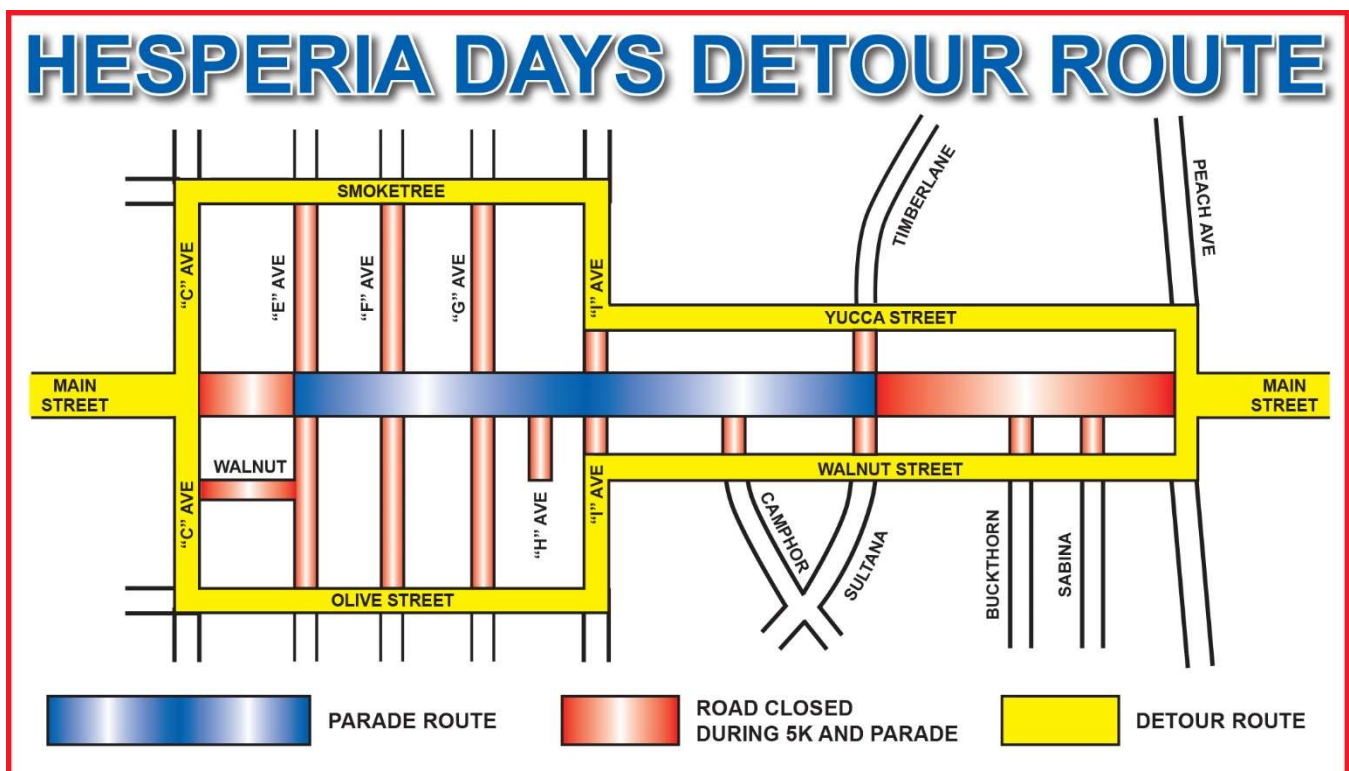 HESPERIA DAYS DETOUR ROUTE
SMOKETREE
TIMBERLANE
PEACH AVE
"C" AVE
"E" AVE
"F" AVE
"G" AVE
"I" AVE
YUCCA STREET
MAIN
STREET
MAIN
STREET
WALNUT
WALNUT STREET
"C" AVE
"H" AVE
"I" AVE
CAMPHOR
SULTANA
BUCKTHORN
SABINA
OLIVE STREET
PARADE ROUTE
ROAD CLOSED
DURING 5K AND PARADE
DETOUR ROUTE